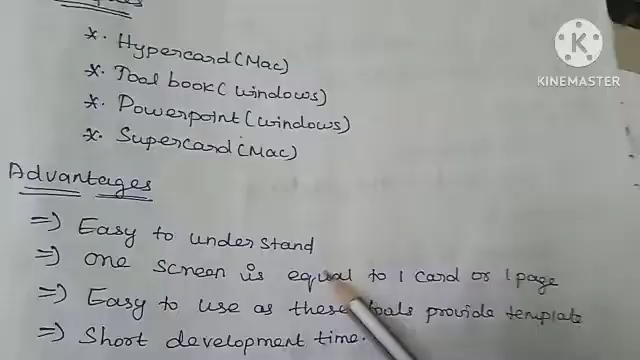 *. Hypercard (Mac)
*. Tool book (windows)
*. Powerpoint (windows)
*. Supercard (Mac)
Advantages
=> Easy to understand
=> one screen is equal to 1 card or 1 page
=> Easy to use as these tools provide template
=> Short development time.
KINEMASTER